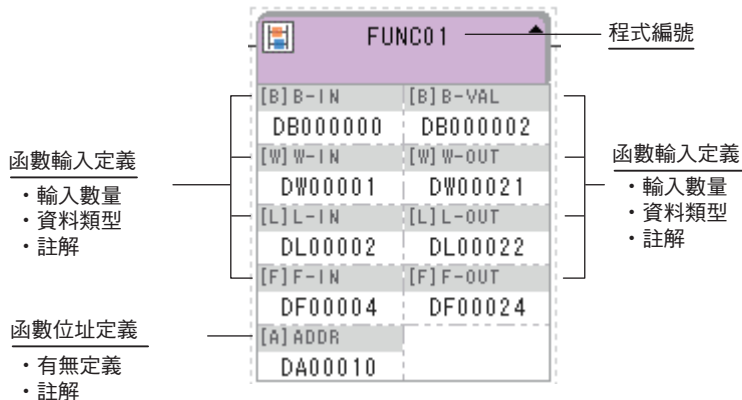 FUNC01
程式編號
[B]B-IN [B]B-VAL
DB000000 DB000002
[W]W-IN [W]W-OUT
DW00001 DW00021
[L]L-IN [L]L-OUT
DL00002 DL00022
[F]F-IN [F]F-OUT
DF00004 DF00024
[A]ADDR
DA00010
函數輸入定義
・輸入數量
・資料類型
・註解
函數位址定義
・有無定義
・註解
函數輸入定義
・輸入數量
・資料類型
・註解